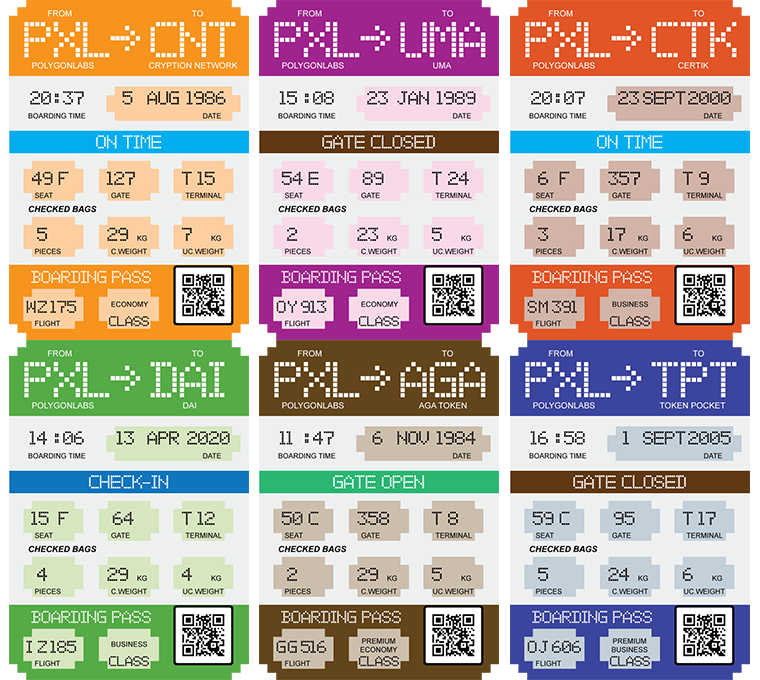 FROM TO
PXL→CNT
POLYGONLABS CRYPTION NETWORK
20:37 5 AUG 1986
BOARDING TIME DATE
ON TIME
49 F 127 T 15
SEAT GATE TERMINAL
CHECKED BAGS
5 29 KG 7 KG
PIECES C.WEIGHT UC.WEIGHT
BOARDING PASS
WZ175 ECONOMY
FLIGHT CLASS
FROM TO
PXL→UMA
POLYGONLABS UMA
15:08 23 JAN 1989
BOARDING TIME DATE
GATE CLOSED
54 E 89 T 24
SEAT GATE TERMINAL
CHECKED BAGS
2 23 KG 5 KG
PIECES C.WEIGHT UC.WEIGHT
BOARDING PASS
OY 913 ECONOMY
FLIGHT CLASS
FROM TO
PXL→CTK
POLYGONLABS CERTIK
20:07 23 SEPT 2000
BOARDING TIME DATE
ON TIME
6 F 357 T 9
SEAT GATE TERMINAL
CHECKED BAGS
3 17 KG 6 KG
PIECES C.WEIGHT UC.WEIGHT
BOARDING PASS
SM 391 BUSINESS
FLIGHT CLASS
FROM TO
PXL→DAI
POLYGONLABS DAI
14:06 13 APR 2020
BOARDING TIME DATE
CHECK-IN
15 F 64 T 12
SEAT GATE TERMINAL
CHECKED BAGS
4 29 KG 4 KG
PIECES C.WEIGHT UC.WEIGHT
BOARDING PASS
IZ185 BUSINESS
FLIGHT CLASS
FROM TO
PXL→AGA
POLYGONLABS AGA TOKEN
11:47 6 NOV 1984
BOARDING TIME DATE
GATE OPEN
50 C 358 T 8
SEAT GATE TERMINAL
CHECKED BAGS
2 29 KG 5 KG
PIECES C.WEIGHT UC.WEIGHT
BOARDING PASS
GG 516 PREMIUM
ECONOMY
FLIGHT CLASS
FROM TO
PXL→TPT
POLYGONLABS TOKEN POCKET
16:58 1 SEPT 2005
BOARDING TIME DATE
GATE CLOSED
59 C 95 T 17
SEAT GATE TERMINAL
CHECKED BAGS
5 24 KG 6 KG
PIECES C.WEIGHT UC.WEIGHT
BOARDING PASS
OJ 606 PREMIUM
BUSINESS
FLIGHT CLASS